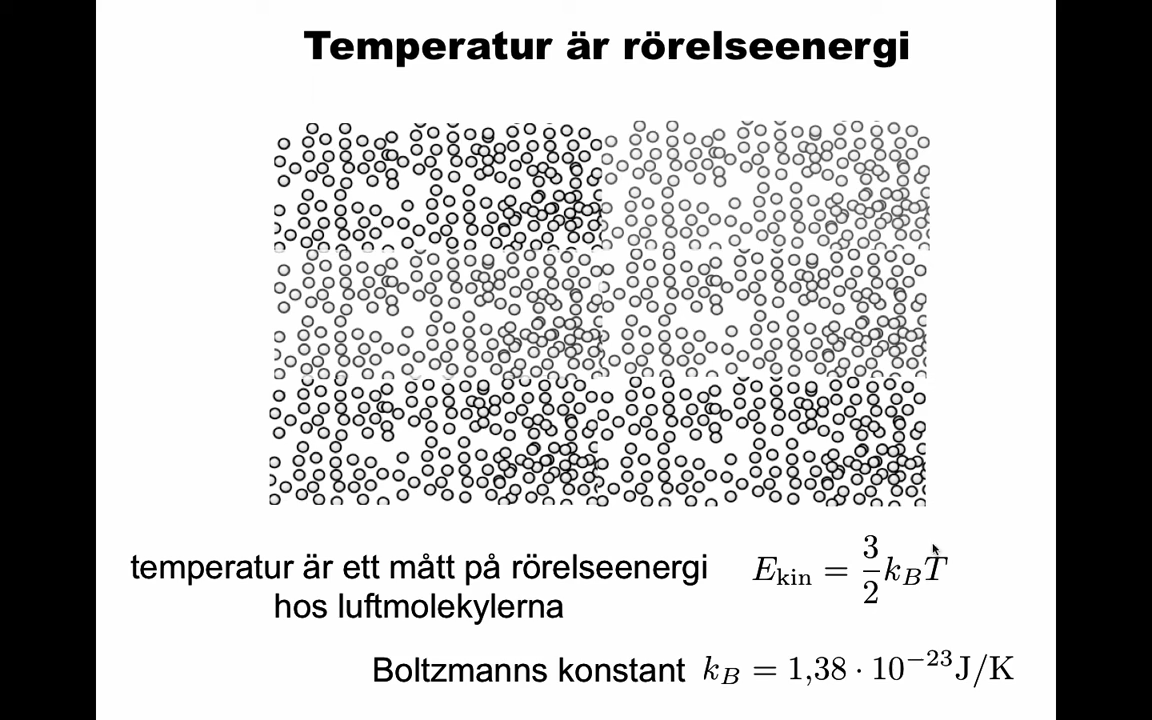 Temperatur är rörelseenergi
temperatur är ett mått på rörelseenergi
hos luftmolekylerna
E_kin = 3/2 k_B T
Boltzmanns konstant k_B = 1,38 · 10^−23 J/K